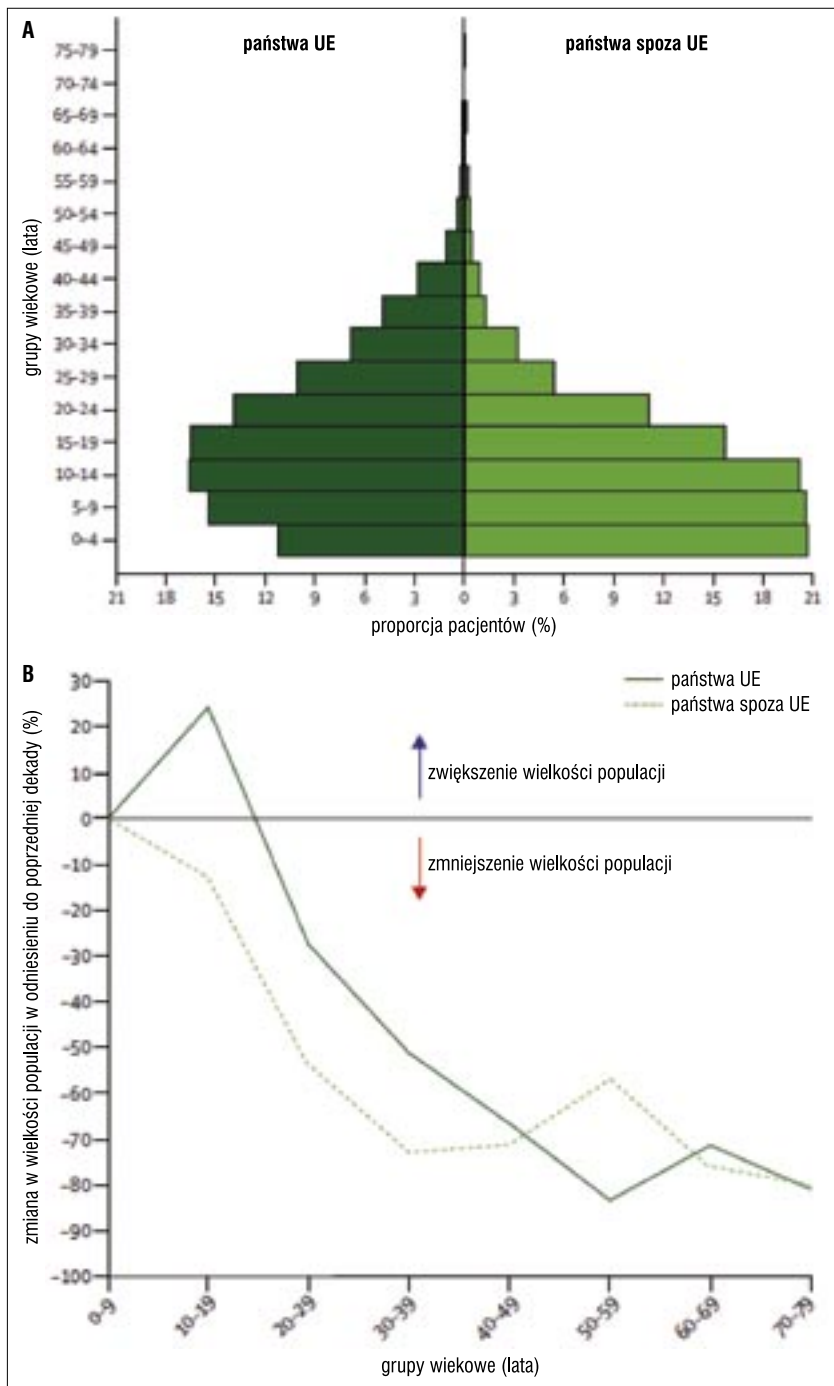 A
państwa UE
państwa spoza UE
grupy wiekowe (lata)
75-79
70-74
65-69
60-64
55-59
50-54
45-49
40-44
35-39
30-34
25-29
20-24
15-19
10-14
5-9
0-4
21 18 15 12 9 6 3 0 3 6 9 12 15 18 21
proporcja pacjentów (%)
B
państwa UE
państwa spoza UE
zmiana w wielkości populacji w odniesieniu do poprzedniej dekady (%)
30
20
10
0
-10
-20
-30
-40
-50
-60
-70
-80
-90
-100
zwiększenie wielkości populacji
zmniejszenie wielkości populacji
0-9 10-19 20-29 30-39 40-49 50-59 60-69 70-79
grupy wiekowe (lata)